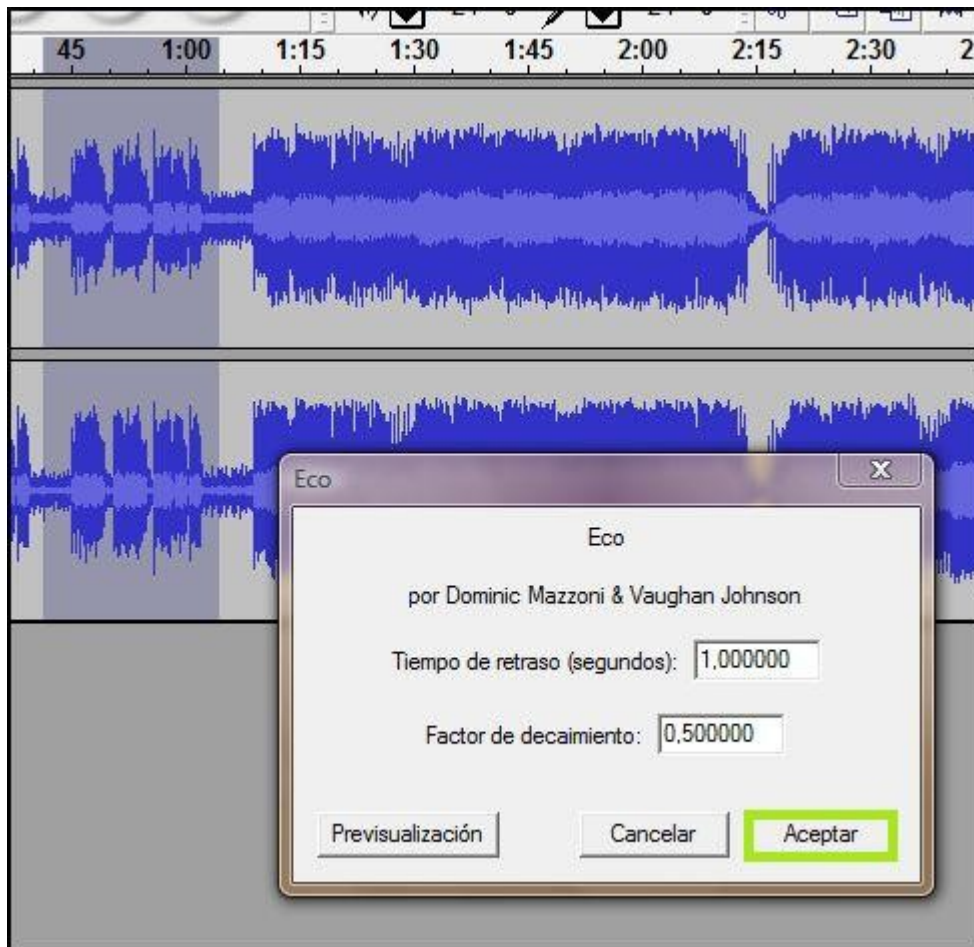 45 1:00 1:15 1:30 1:45 2:00 2:15 2:30 2
Eco
Eco
por Dominic Mazzoni & Vaughan Johnson
Tiempo de retraso (segundos): 1,000000
Factor de decaimiento: 0,500000
Previsualización Cancelar Aceptar